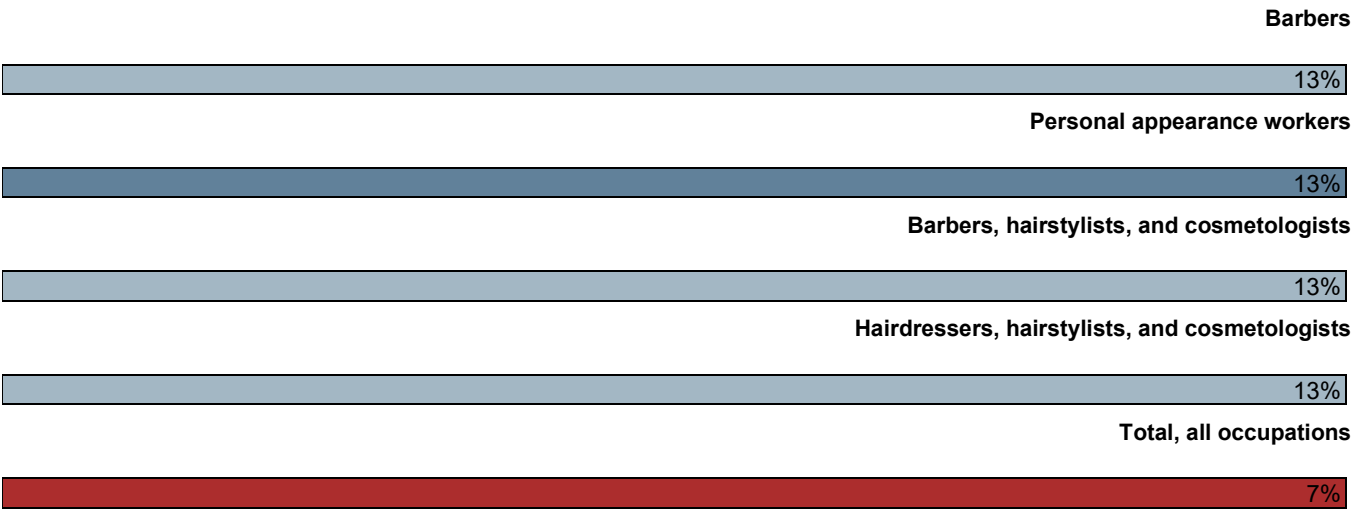 Barbers
13%
Personal appearance workers
13%
Barbers, hairstylists, and cosmetologists
13%
Hairdressers, hairstylists, and cosmetologists
13%
Total, all occupations
7%